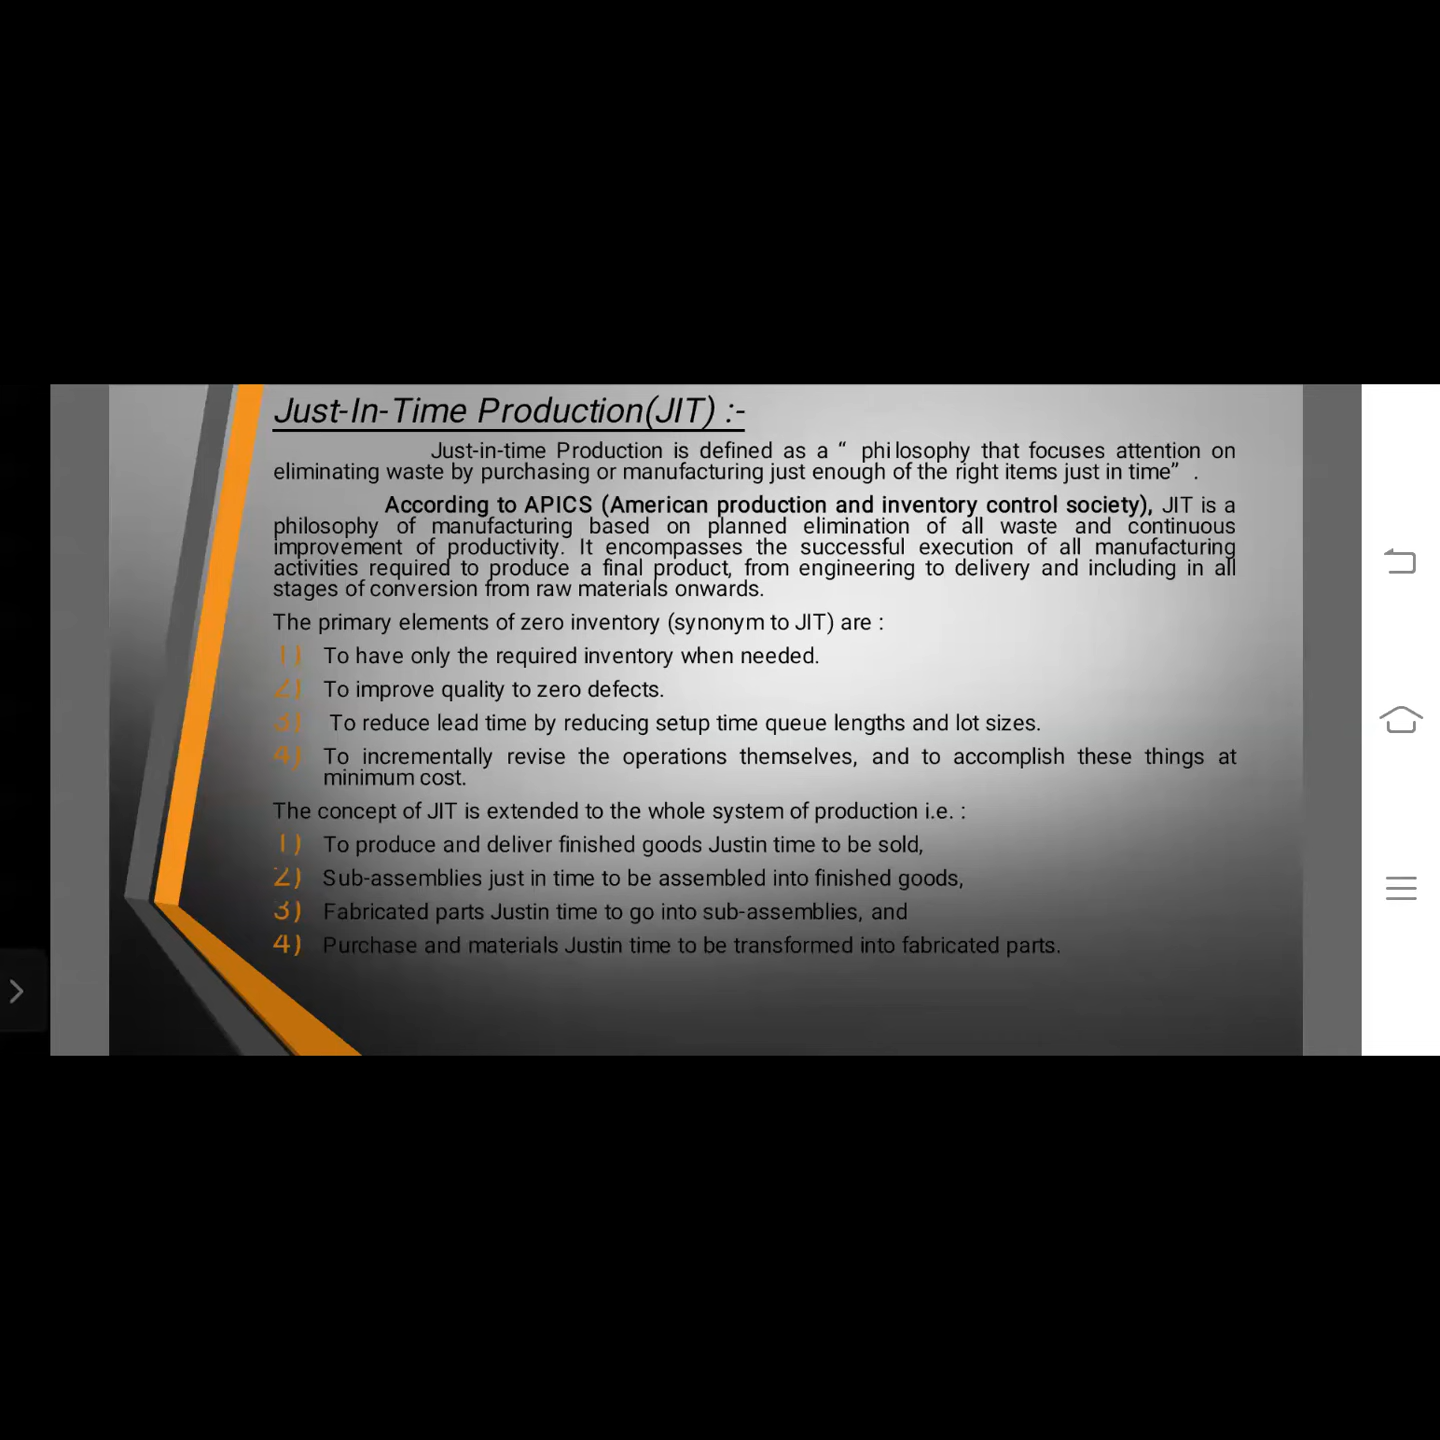 Just-In-Time Production(JIT) :-
Just-in-time Production is defined as a “ philosophy that focuses attention on
eliminating waste by purchasing or manufacturing just enough of the right items just in time” .
According to APICS (American production and inventory control society), JIT is a
philosophy of manufacturing based on planned elimination of all waste and continuous
improvement of productivity. It encompasses the successful execution of all manufacturing
activities required to produce a final product, from engineering to delivery and including in all
stages of conversion from raw materials onwards.
The primary elements of zero inventory (synonym to JIT) are :
1) To have only the required inventory when needed.
2) To improve quality to zero defects.
3) To reduce lead time by reducing setup time queue lengths and lot sizes.
4) To incrementally revise the operations themselves, and to accomplish these things at
minimum cost.
The concept of JIT is extended to the whole system of production i.e. :
1) To produce and deliver finished goods Justin time to be sold,
2) Sub-assemblies just in time to be assembled into finished goods,
3) Fabricated parts Justin time to go into sub-assemblies, and
4) Purchase and materials Justin time to be transformed into fabricated parts.